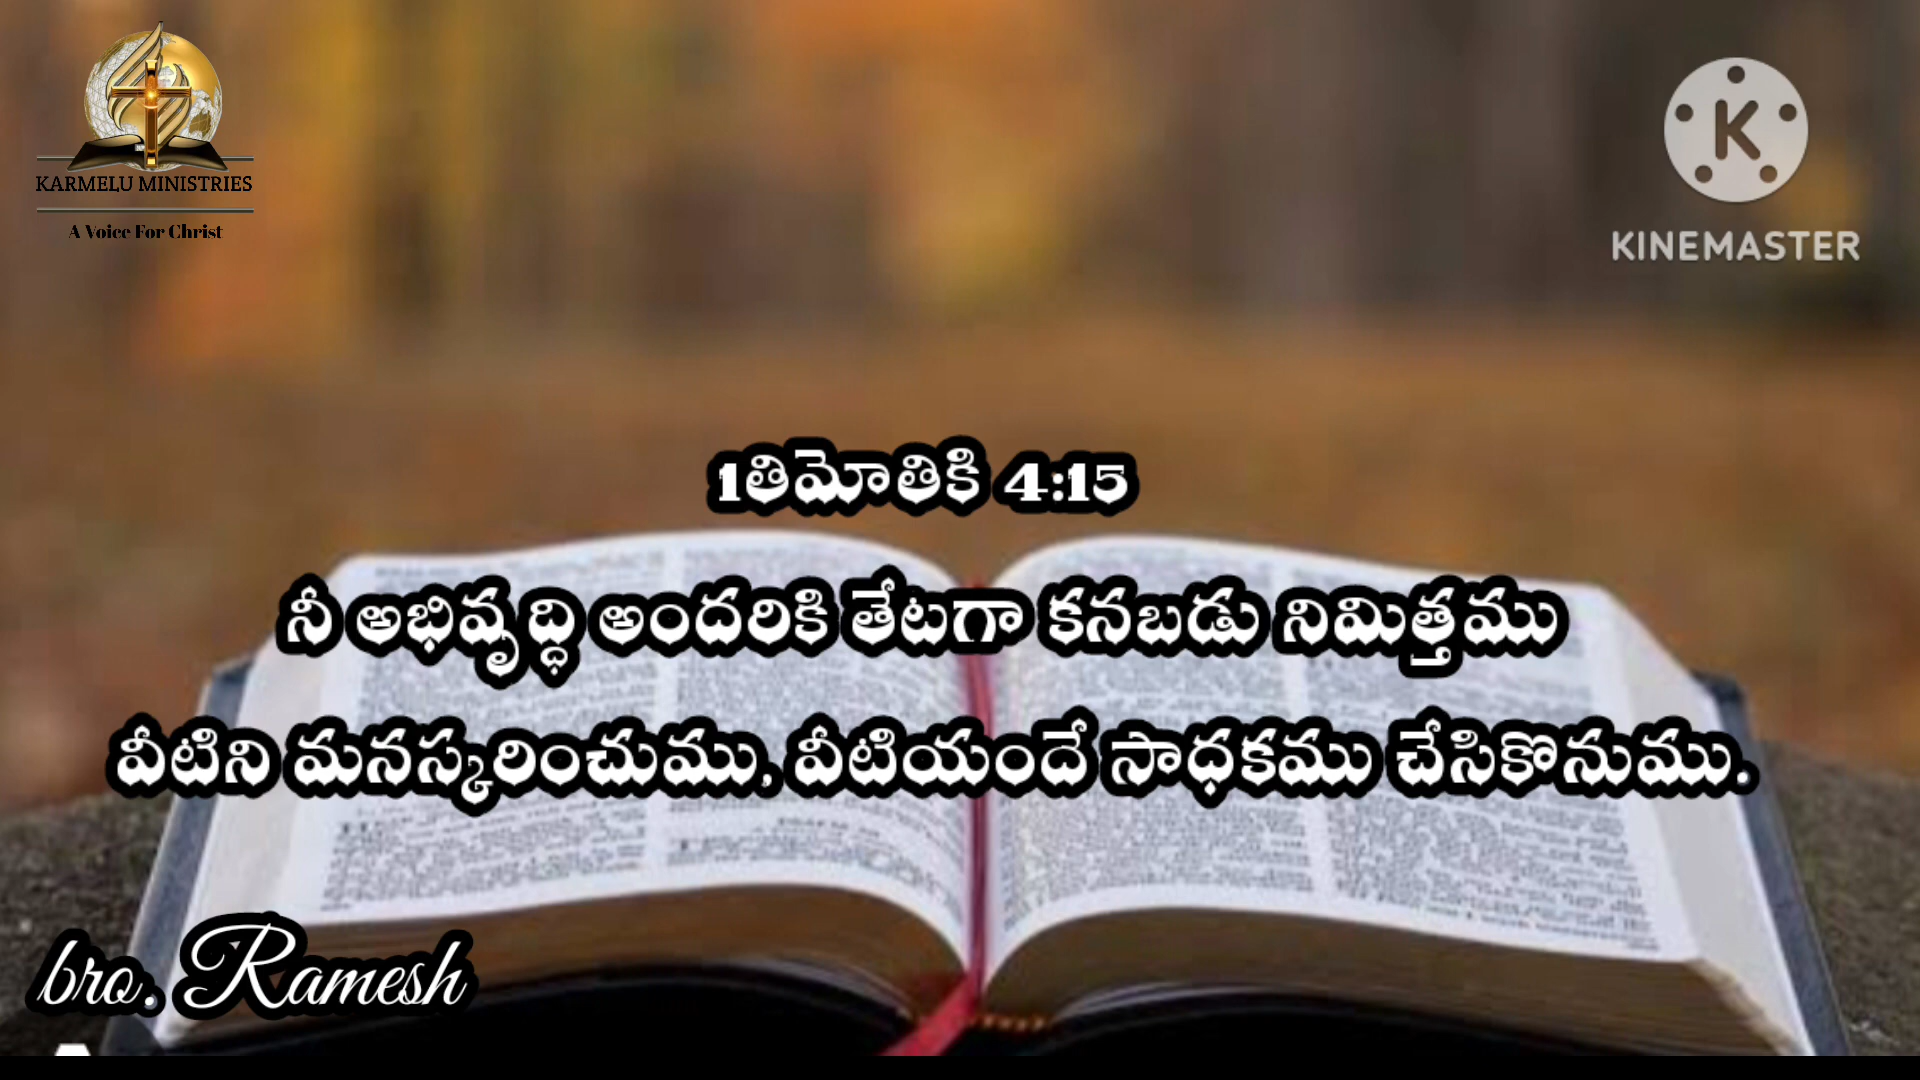 KARMELU MINISTRIES
A Voice For Christ
K
KINEMASTER
1తిమోతికి 4:15
నీ అభివృద్ధి అందరికి తేటగా కనబడు నిమిత్తము
వీటిని మనస్కరించుము, వీటియందే సాధకము చేసికొనుము.
bro. Ramesh